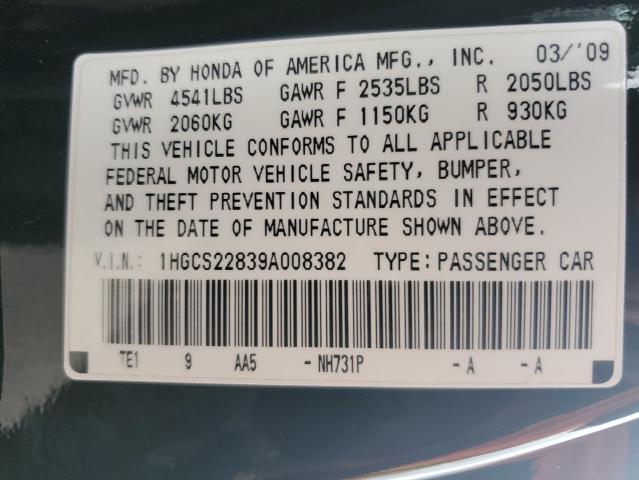 MFD. BY HONDA OF AMERICA MFG., INC. 03/'09
GVWR 4541LBS GAWR F 2535LBS R 2050LBS
GVWR 2060KG GAWR F 1150KG R 930KG
THIS VEHICLE CONFORMS TO ALL APPLICABLE
FEDERAL MOTOR VEHICLE SAFETY, BUMPER,
AND THEFT PREVENTION STANDARDS IN EFFECT
ON THE DATE OF MANUFACTURE SHOWN ABOVE.
V.I.N.: 1HGCS22839A008382 TYPE: PASSENGER CAR
TE1 9 AA5 - NH731P - A - A